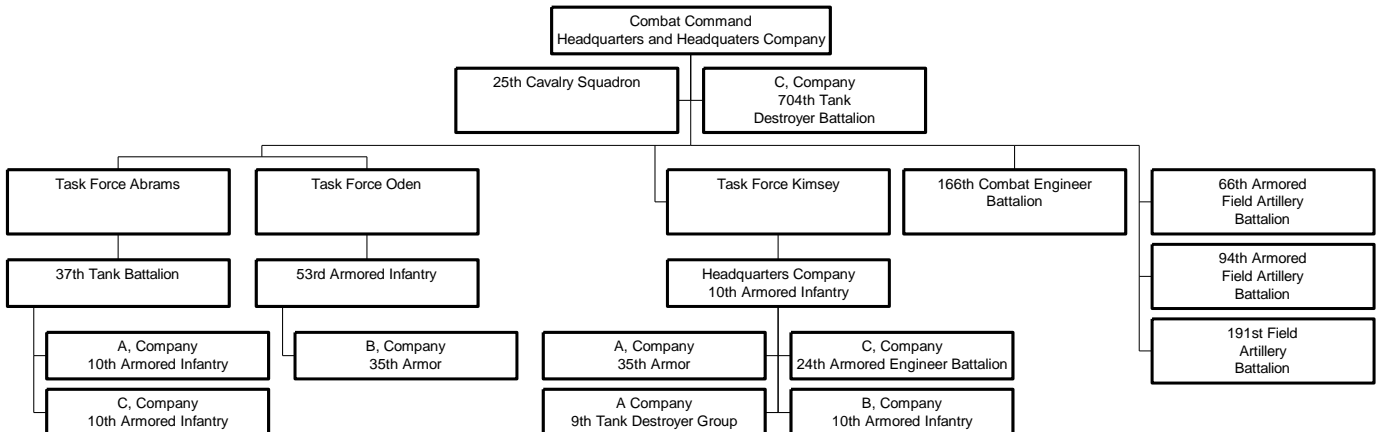 Combat Command
Headquarters and Headquaters Company
25th Cavalry Squadron
C, Company
704th Tank
Destroyer Battalion
Task Force Abrams
Task Force Oden
Task Force Kimsey
166th Combat Engineer
Battalion
66th Armored
Field Artillery
Battalion
37th Tank Battalion
53rd Armored Infantry
Headquarters Company
10th Armored Infantry
94th Armored
Field Artillery
Battalion
A, Company
10th Armored Infantry
B, Company
35th Armor
A, Company
35th Armor
C, Company
24th Armored Engineer Battalion
191st Field
Artillery
Battalion
C, Company
10th Armored Infantry
A Company
9th Tank Destroyer Group
B, Company
10th Armored Infantry